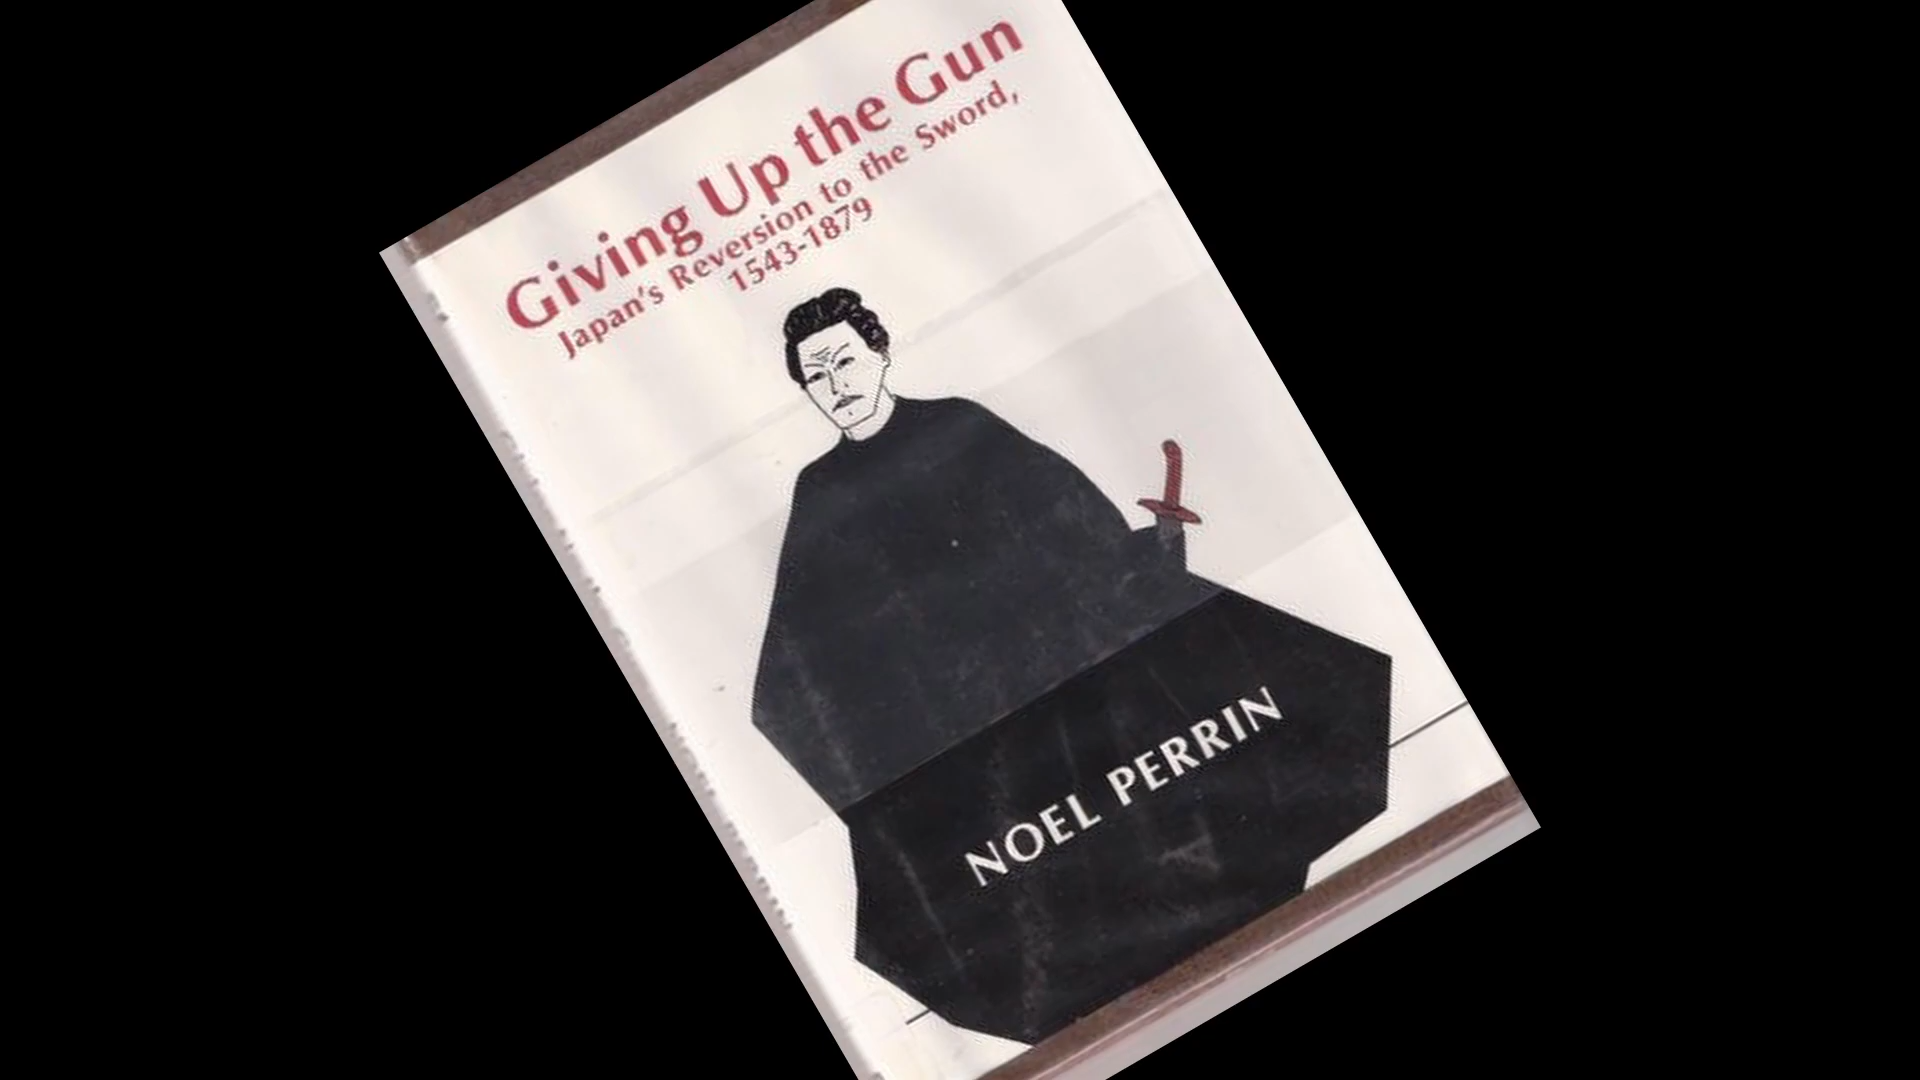 Giving Up the Gun
Japan's Reversion to the Sword,
1543-1879
NOEL PERRIN